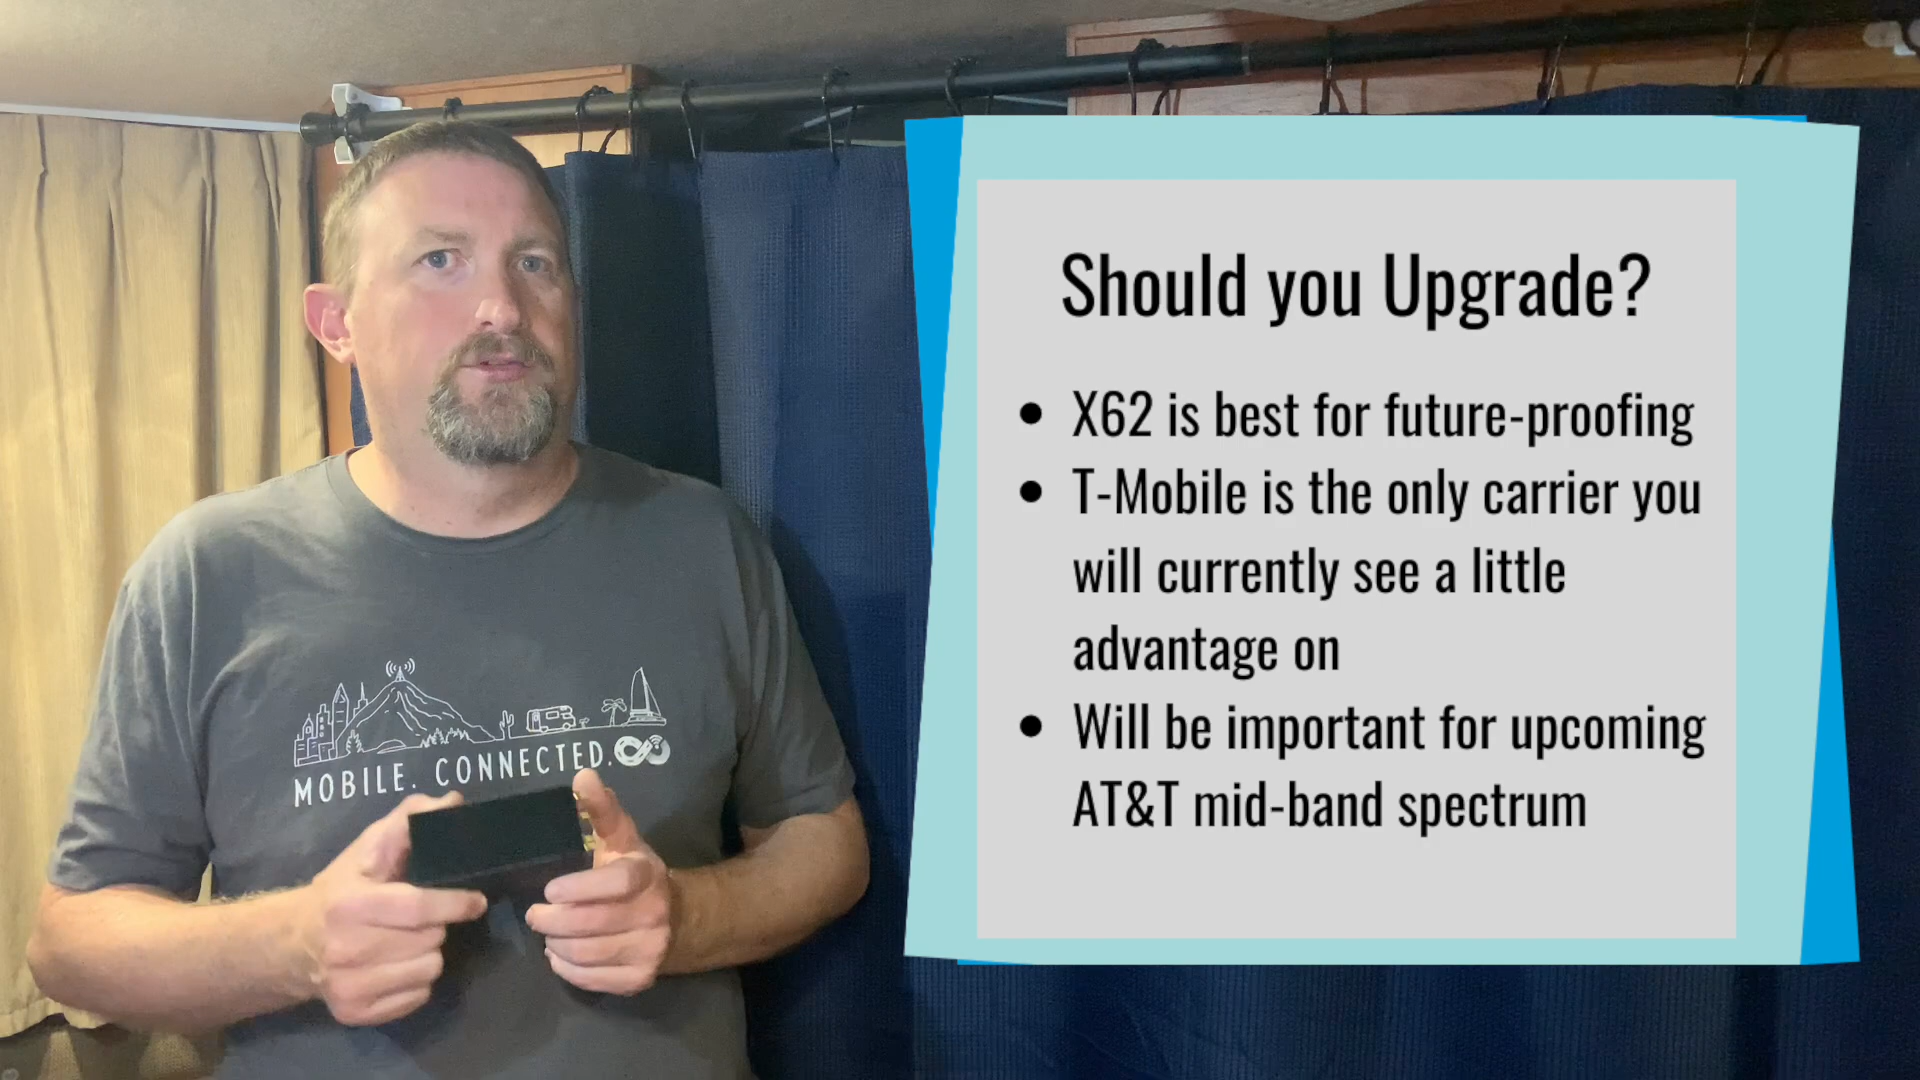 Should you Upgrade?
• X62 is best for future-proofing
• T-Mobile is the only carrier you
will currently see a little
advantage on
• Will be important for upcoming
AT&T mid-band spectrum
MOBILE. CONNECTED.